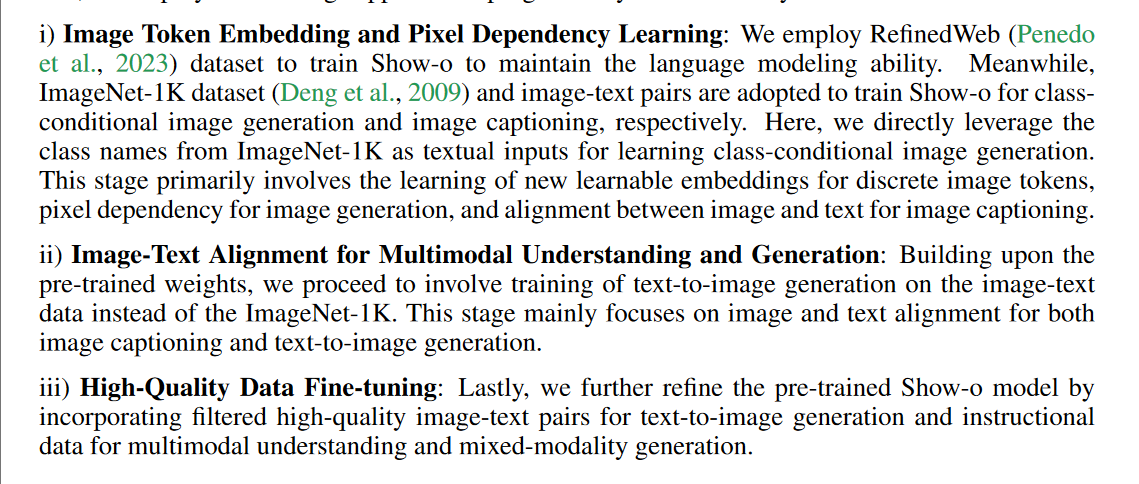 i) Image Token Embedding and Pixel Dependency Learning: We employ RefinedWeb (Penedo
et al., 2023) dataset to train Show-o to maintain the language modeling ability. Meanwhile,
ImageNet-1K dataset (Deng et al., 2009) and image-text pairs are adopted to train Show-o for class-
conditional image generation and image captioning, respectively. Here, we directly leverage the
class names from ImageNet-1K as textual inputs for learning class-conditional image generation.
This stage primarily involves the learning of new learnable embeddings for discrete image tokens,
pixel dependency for image generation, and alignment between image and text for image captioning.
ii) Image-Text Alignment for Multimodal Understanding and Generation: Building upon the
pre-trained weights, we proceed to involve training of text-to-image generation on the image-text
data instead of the ImageNet-1K. This stage mainly focuses on image and text alignment for both
image captioning and text-to-image generation.
iii) High-Quality Data Fine-tuning: Lastly, we further refine the pre-trained Show-o model by
incorporating filtered high-quality image-text pairs for text-to-image generation and instructional
data for multimodal understanding and mixed-modality generation.